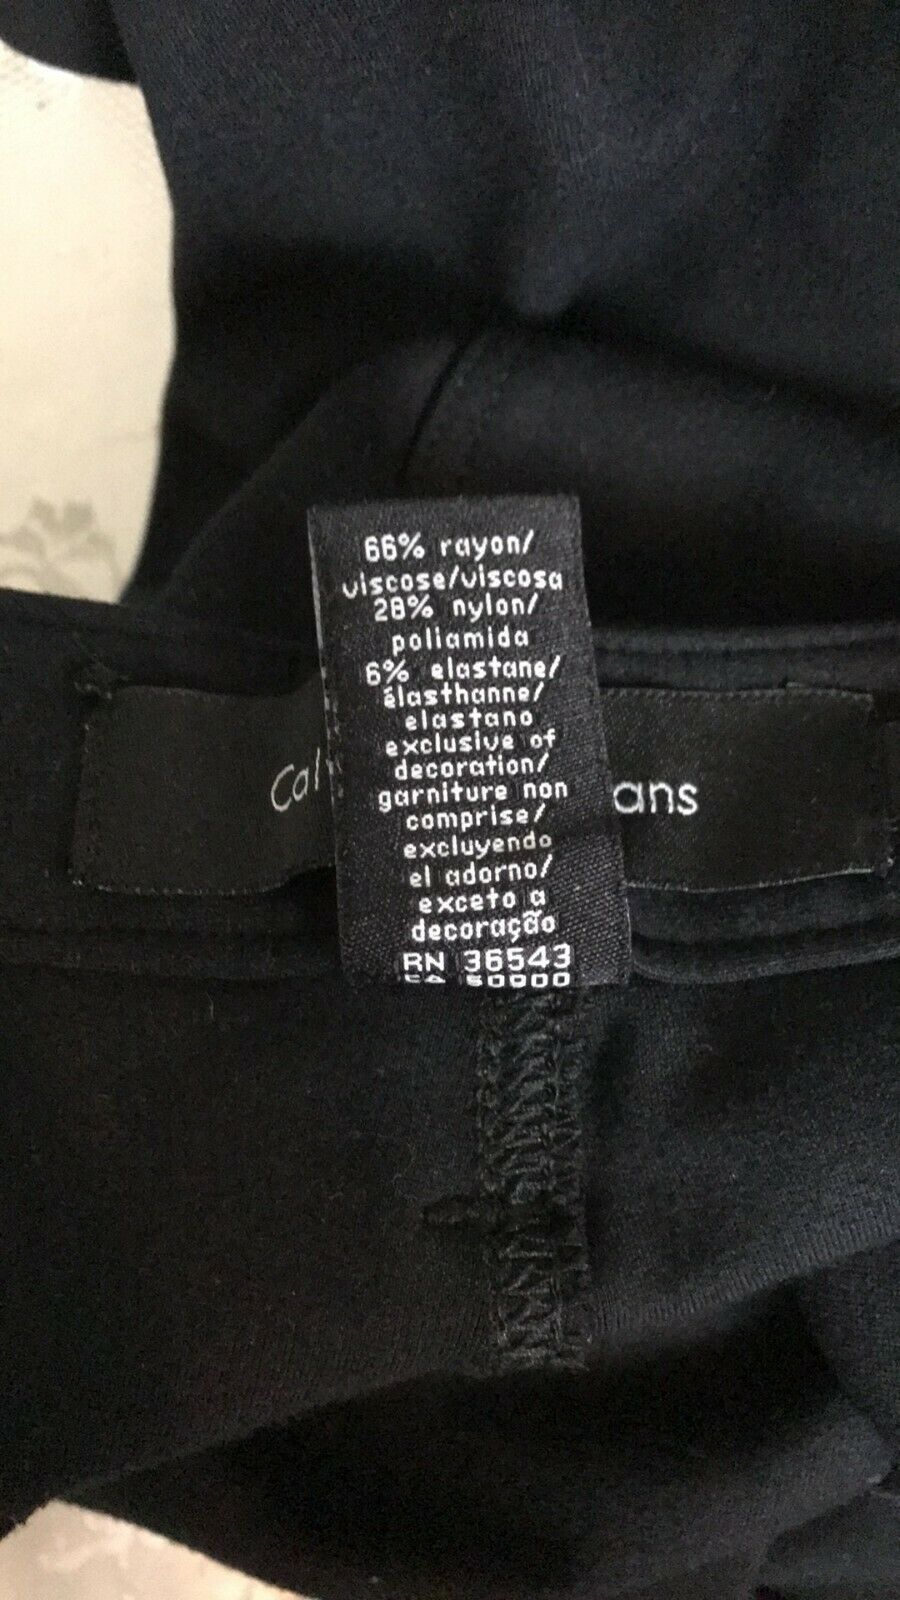 66% rayon/
viscose/viscosa
28% nylon/
poliamida
6% elastane/
élasthanne/
elastano
exclusive of
decoration/
garniture non
comprise/
excluyendo
el adorno/
exceto a
decoração
RN 36543
Cal
ans